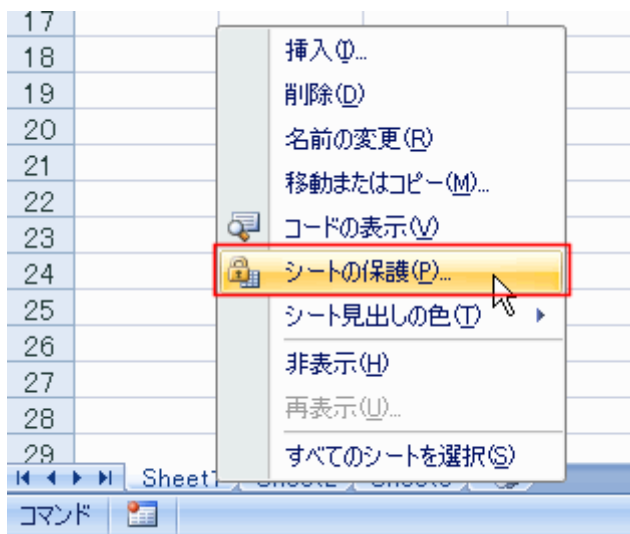 17
18
19
20
21
22
23
24
25
26
27
28
29
挿入(I)...
削除(D)
名前の変更(R)
移動またはコピー(M)...
コードの表示(V)
シートの保護(P)...
シート見出しの色(T)
非表示(H)
再表示(U)...
すべてのシートを選択(S)
Sheet1
コマンド